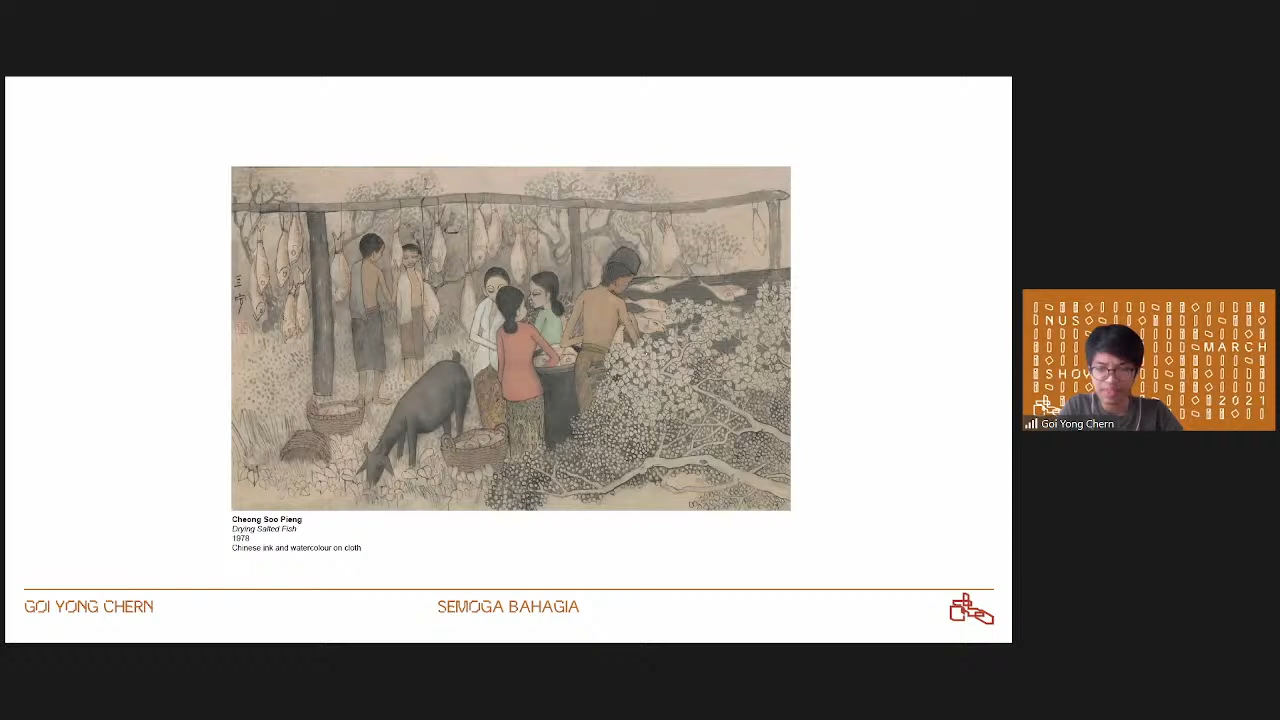 三
Cheong Soo Pieng
Drying Salted Fish
1978
Chinese ink and watercolour on cloth
GOI YONG CHERN
SEMOGA BAHAGIA
NUS
MARCH
SHOW
2021
Goi Yong Chern